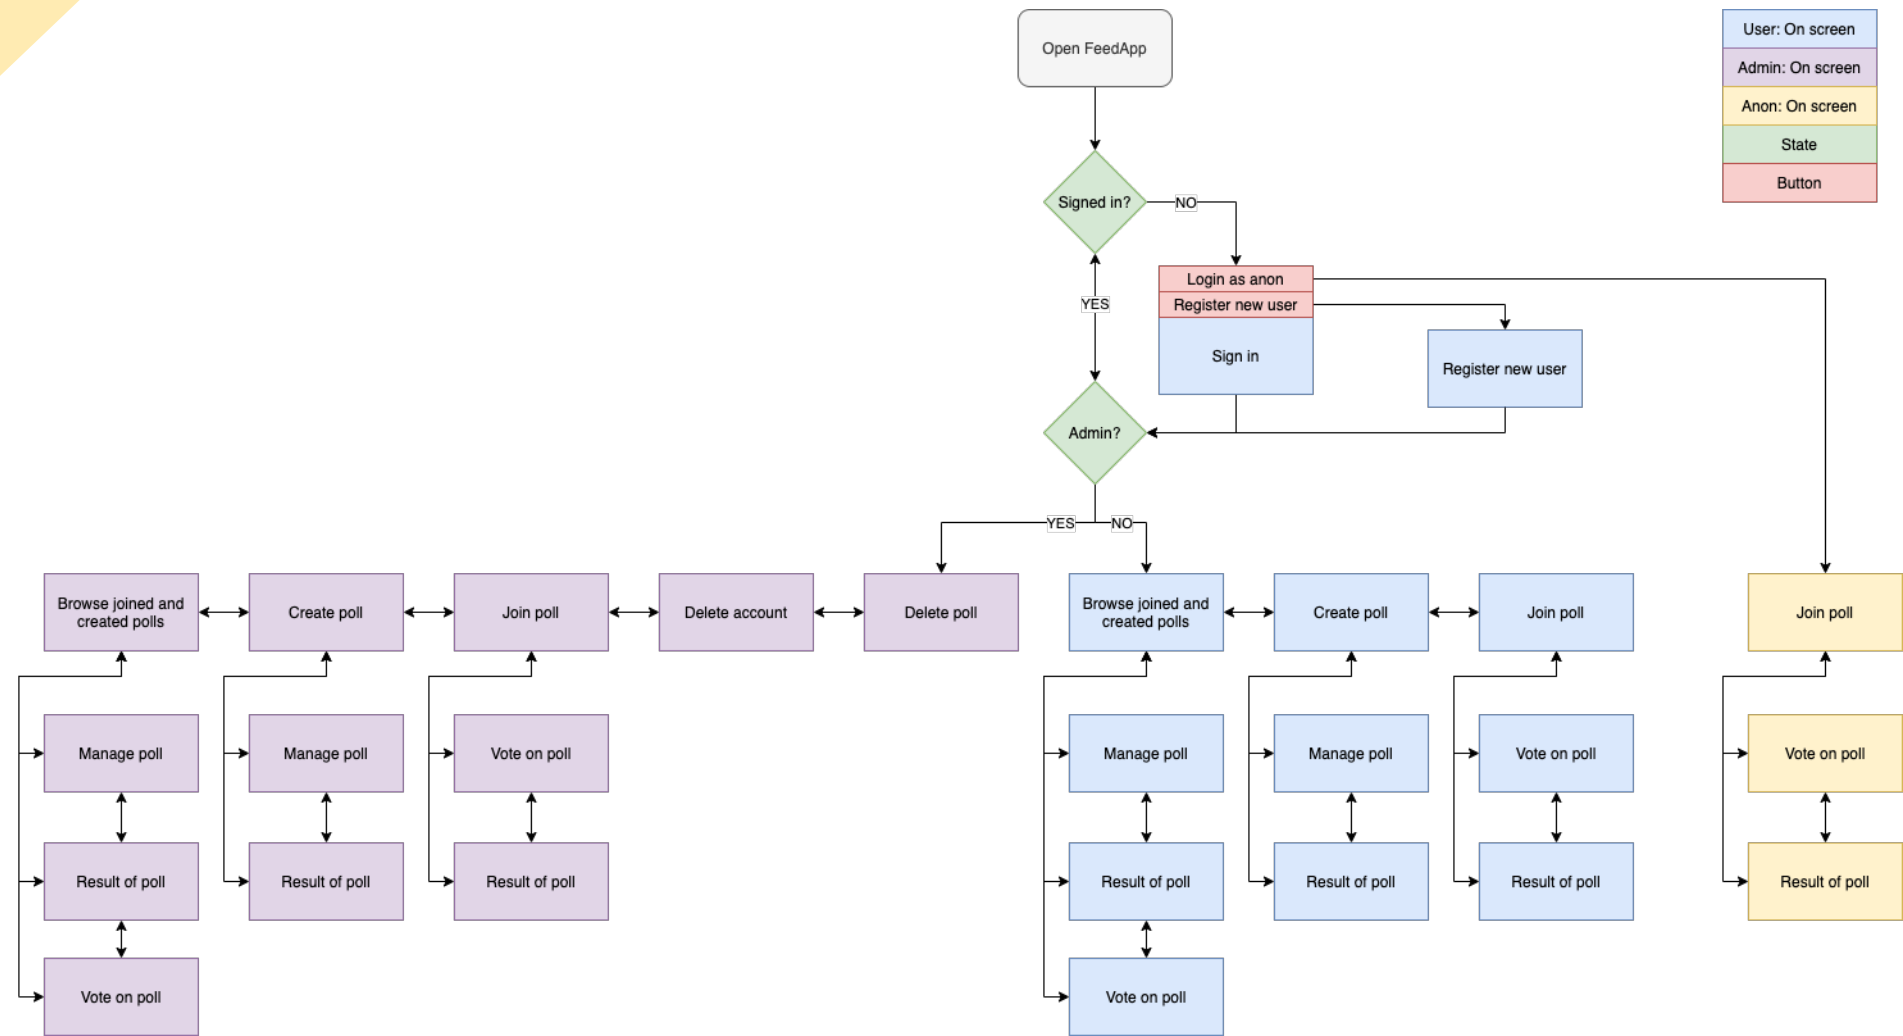 Open FeedApp
User: On screen
Admin: On screen
Anon: On screen
State
Button
Signed in?
NO
Login as anon
Register new user
Sign in
Register new user
YES
Admin?
YES
NO
Browse joined and
created polls
Create poll
Join poll
Delete account
Delete poll
Browse joined and
created polls
Create poll
Join poll
Join poll
Manage poll
Manage poll
Vote on poll
Manage poll
Manage poll
Vote on poll
Vote on poll
Result of poll
Result of poll
Result of poll
Result of poll
Result of poll
Result of poll
Result of poll
Vote on poll
Vote on poll